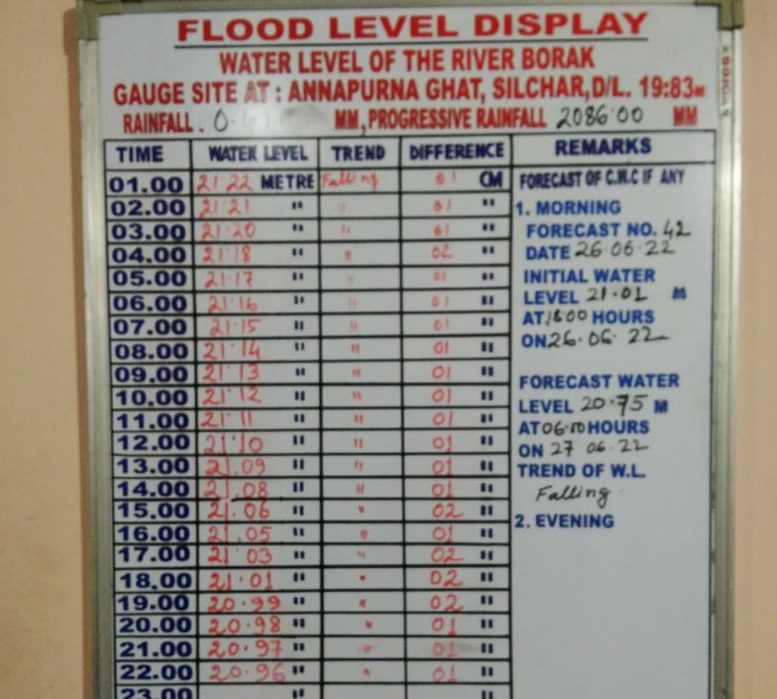 FLOOD LEVEL DISPLAY
WATER LEVEL OF THE RIVER BORAK
GAUGE SITE AT : ANNAPURNA GHAT, SILCHAR,D/L. 19:83M
RAINFALL . MM, PROGRESSIVE RAINFALL 2086.00 MM
TIME WATER LEVEL TREND DIFFERENCE REMARKS
01.00 21.22 METRE Falling 01 CM FORECAST OF C.W.C IF ANY
02.00 21.21 " " 01 " 1. MORNING
03.00 21.20 " " 01 " FORECAST NO. 42
04.00 21.18 " " 02 " DATE 26.06.22
05.00 21.17 " " 01 " INITIAL WATER
06.00 21.16 " " 01 " LEVEL 21.01 M
07.00 21.15 " " 01 " AT 1800 HOURS
08.00 21.14 " " 01 " ON 26.06.22
09.00 21.13 " " 01 "
10.00 21.12 " " 01 " FORECAST WATER
11.00 21.11 " " 01 " LEVEL 20.75 M
12.00 21.10 " " 01 " AT 06.00 HOURS
13.00 21.09 " " 01 " ON 27 06.22
14.00 21.08 " " 01 " TREND OF W.L.
15.00 21.06 " " 02 " Falling
16.00 21.05 " " 01 " 2. EVENING
17.00 21.03 " " 02 "
18.00 21.01 " " 02 "
19.00 20.99 " " 02 "
20.00 20.98 " " 01 "
21.00 20.97 " " 01 "
22.00 20.96 " " 01 "
23.00